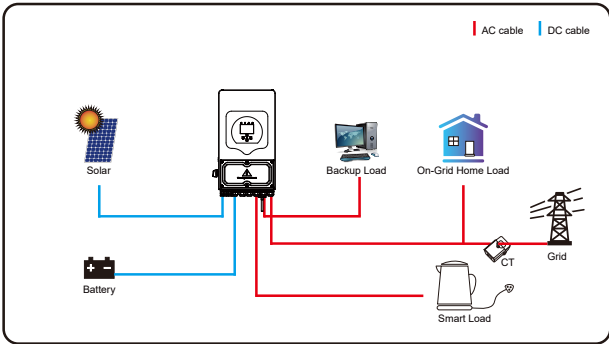 AC cable
DC cable
Solar
Backup Load
On-Grid Home Load
CT
Grid
Battery
Smart Load